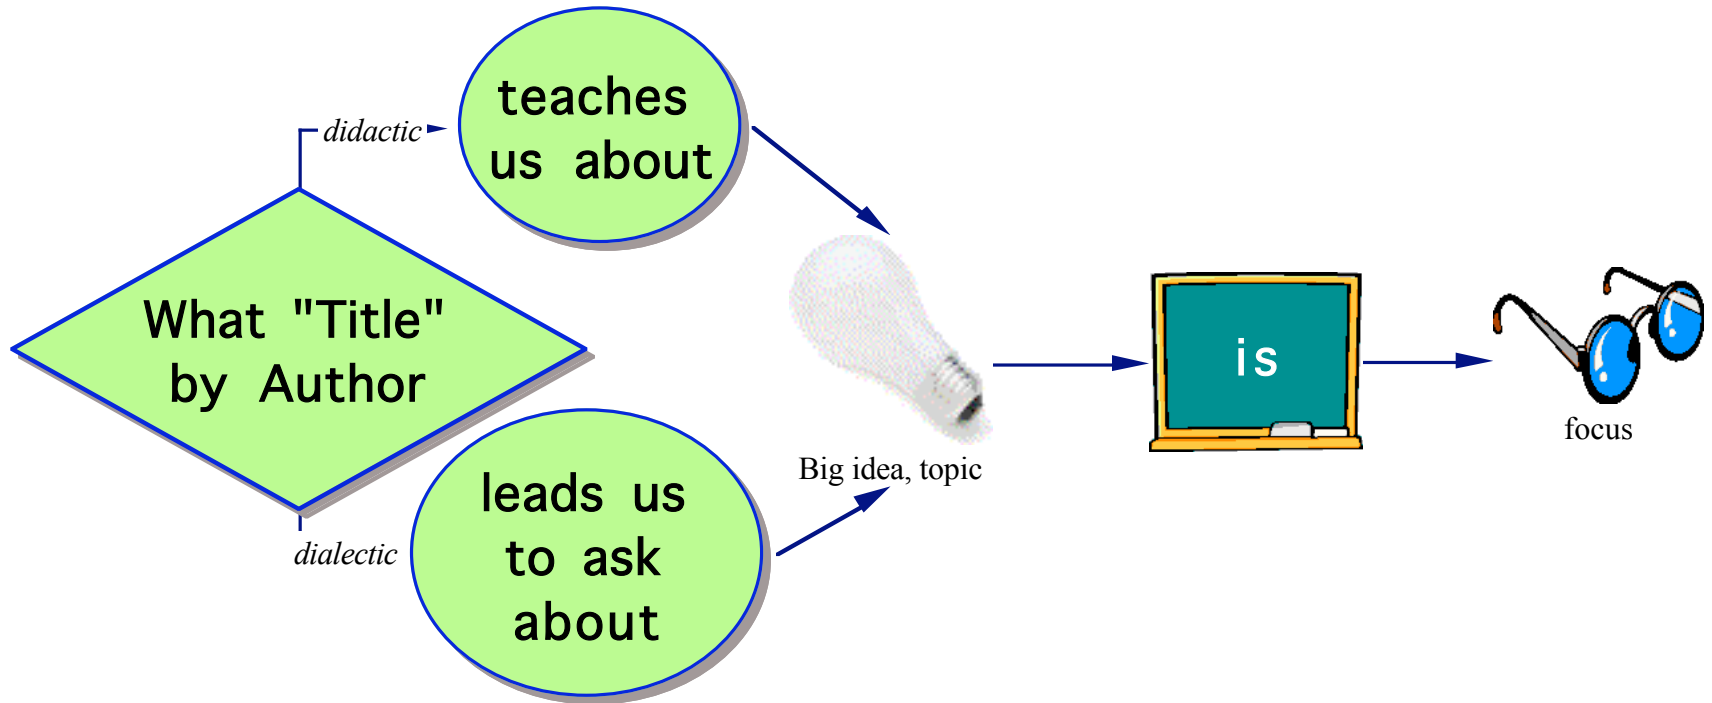 didactic
teaches
us about
What "Title"
by Author
dialectic
leads us
to ask
about
Big idea, topic
is
focus